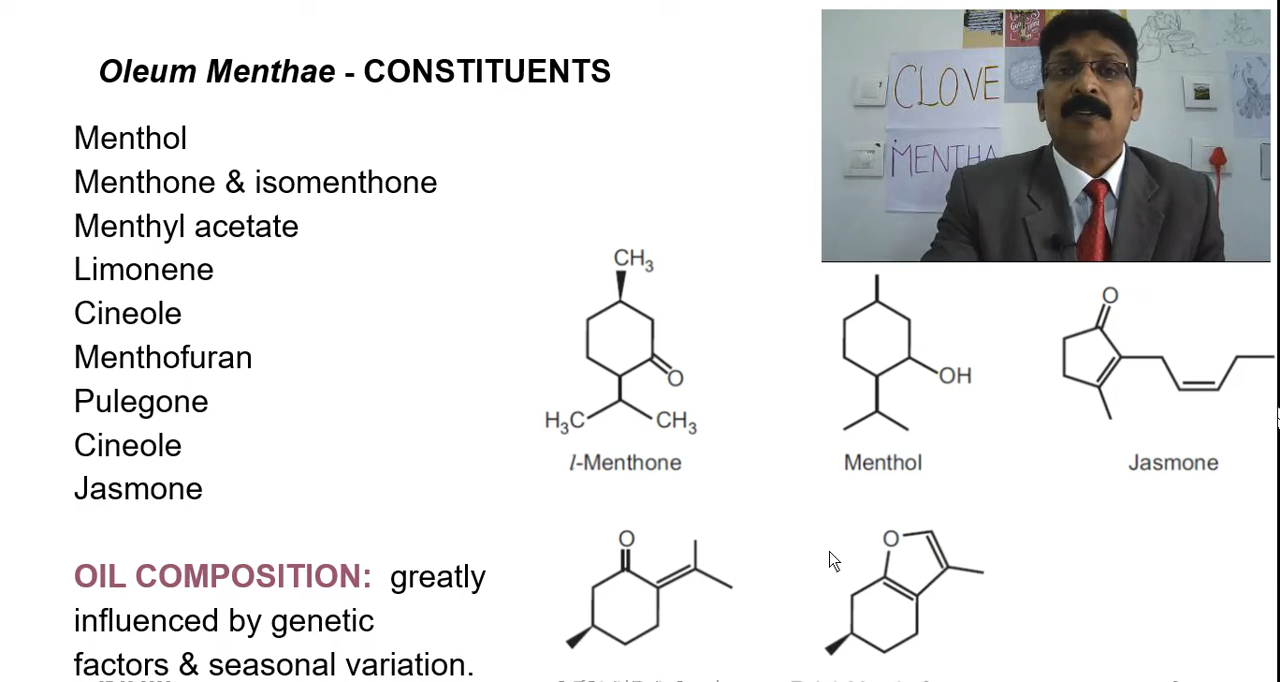 Oleum Menthae - CONSTITUENTS
Menthol
Menthone & isomenthone
Menthyl acetate
Limonene
Cineole
Menthofuran
Pulegone
Cineole
Jasmone
OIL COMPOSITION: greatly
influenced by genetic
factors & seasonal variation.
CLOVE
MENTHA
CH3
O
H3C
CH3
l-Menthone
OH
Menthol
O
Jasmone
O
O